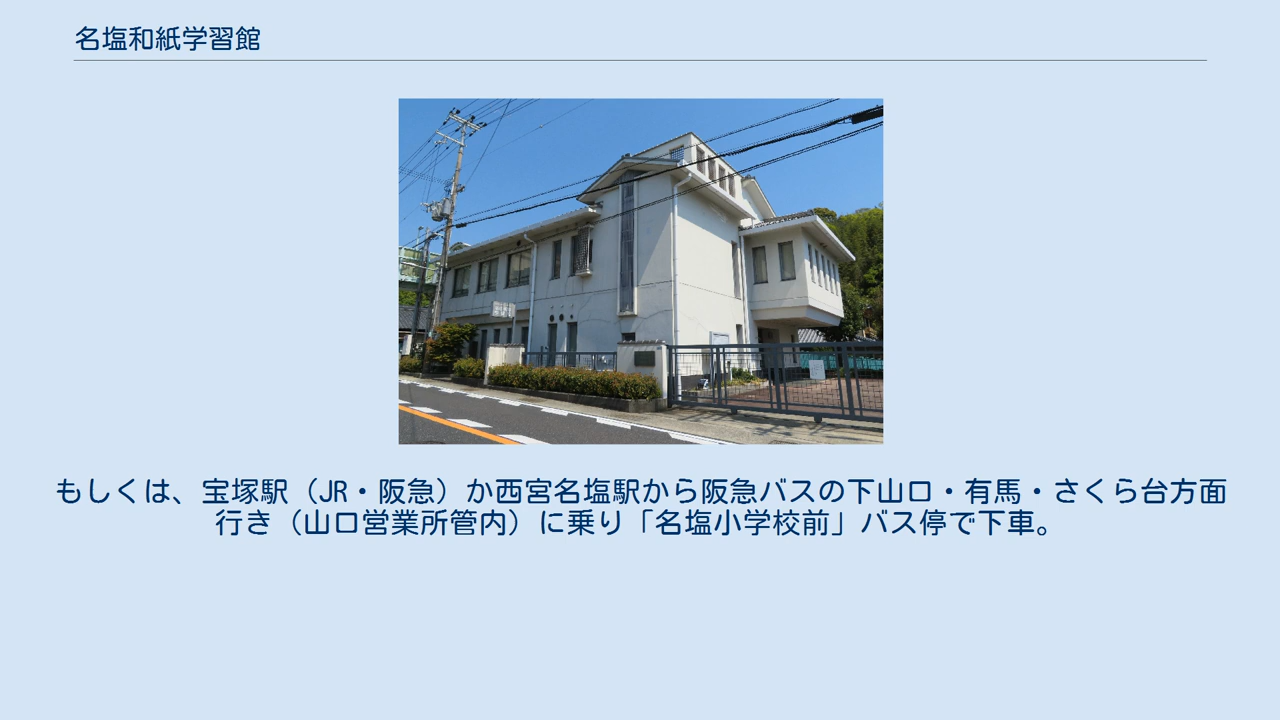 名塩和紙学習館
もしくは、宝塚駅（JR・阪急）か西宮名塩駅から阪急バスの下山口・有馬・さくら台方面
行き（山口営業所管内）に乗り「名塩小学校前」バス停で下車。